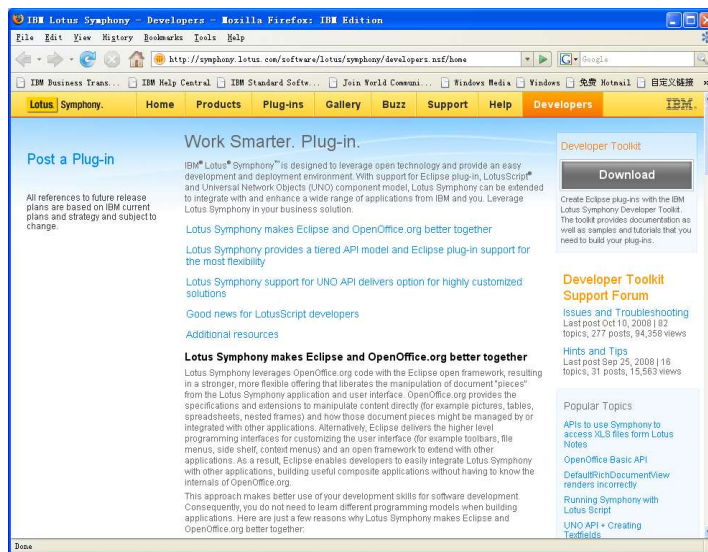 IBM Lotus Symphony - Developers - Mozilla Firefox: IBM Edition
File Edit View History Bookmarks Tools Help
http://symphony.lotus.com/software/lotus/symphony/developers.nsf/home
Google
IBM Business Trans... IBM Help Central IBM Standard Softw... Join World Communi... Windows Media Windows 免费 Hotmail 自定义链接 »
Lotus Symphony. Home Products Plug-ins Gallery Buzz Support Help Developers IBM.
Post a Plug-in
All references to future release
plans are based on IBM current
plans and strategy and subject to
change.
Work Smarter. Plug-in.
IBM® Lotus® Symphony™ is designed to leverage open technology and provide an easy
development and deployment environment. With support for Eclipse plug-in, LotusScript®
and Universal Network Objects (UNO) component model, Lotus Symphony can be extended
to integrate with and enhance a wide range of applications from IBM and you. Leverage
Lotus Symphony in your business solution.
Lotus Symphony makes Eclipse and OpenOffice.org better together
Lotus Symphony provides a tiered API model and Eclipse plug-in support for
the most flexibility
Lotus Symphony support for UNO API delivers option for highly customized
solutions
Good news for LotusScript developers
Additional resources
Lotus Symphony makes Eclipse and OpenOffice.org better together
Lotus Symphony leverages OpenOffice.org code with the Eclipse open framework, resulting
in a stronger, more flexible offering that liberates the manipulation of document "pieces"
from the Lotus Symphony application and user interface. OpenOffice.org provides the
specifications and extensions to manipulate content directly (for example pictures, tables,
spreadsheets, nested frames) and how those document pieces might be managed by or
integrated with other applications. Alternatively, Eclipse delivers the higher level
programming interfaces for customizing the user interface (for example toolbars, file
menus, side shelf, context menus) and an open framework to extend with other
applications. As a result, Eclipse enables developers to easily integrate Lotus Symphony
with other applications, building useful composite applications without having to know the
internals of OpenOffice.org.
This approach makes better use of your development skills for software development.
Consequently, you do not need to learn different programming models when building
applications. Here are just a few reasons why Lotus Symphony makes Eclipse and
OpenOffice.org better together:
Developer Toolkit
Download
Create Eclipse plug-ins with the IBM
Lotus Symphony Developer Toolkit.
The toolkit provides documentation as
well as samples and tutorials that you
need to build your plug-ins.
Developer Toolkit
Support Forum
Issues and Troubleshooting
Last post Oct 10, 2008 | 82
topics, 277 posts, 94,358 views
Hints and Tips
Last post Sep 25, 2008 | 16
topics, 31 posts, 15,563 views
Popular Topics
APIs to use Symphony to
access XLS files form Lotus
Notes
OpenOffice Basic API
DefaultRichDocumentView
renders incorrectly
Running Symphony with
Lotus Script
UNO API + Creating
Textfields
Done